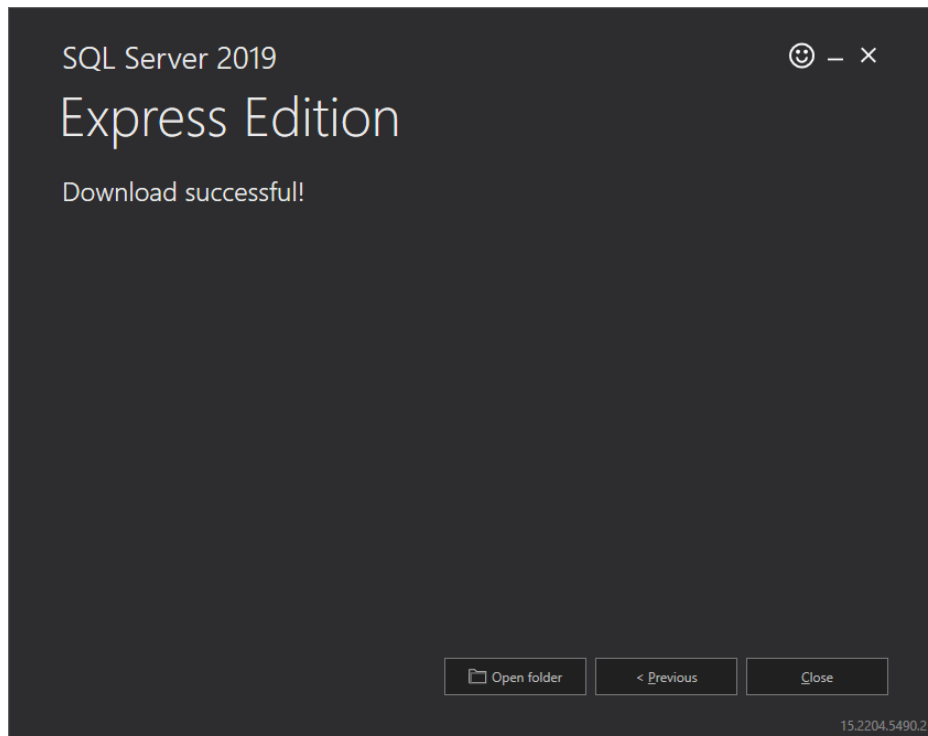 SQL Server 2019
Express Edition
Download successful!
Open folder
< Previous
Close
15.2204.5490.2